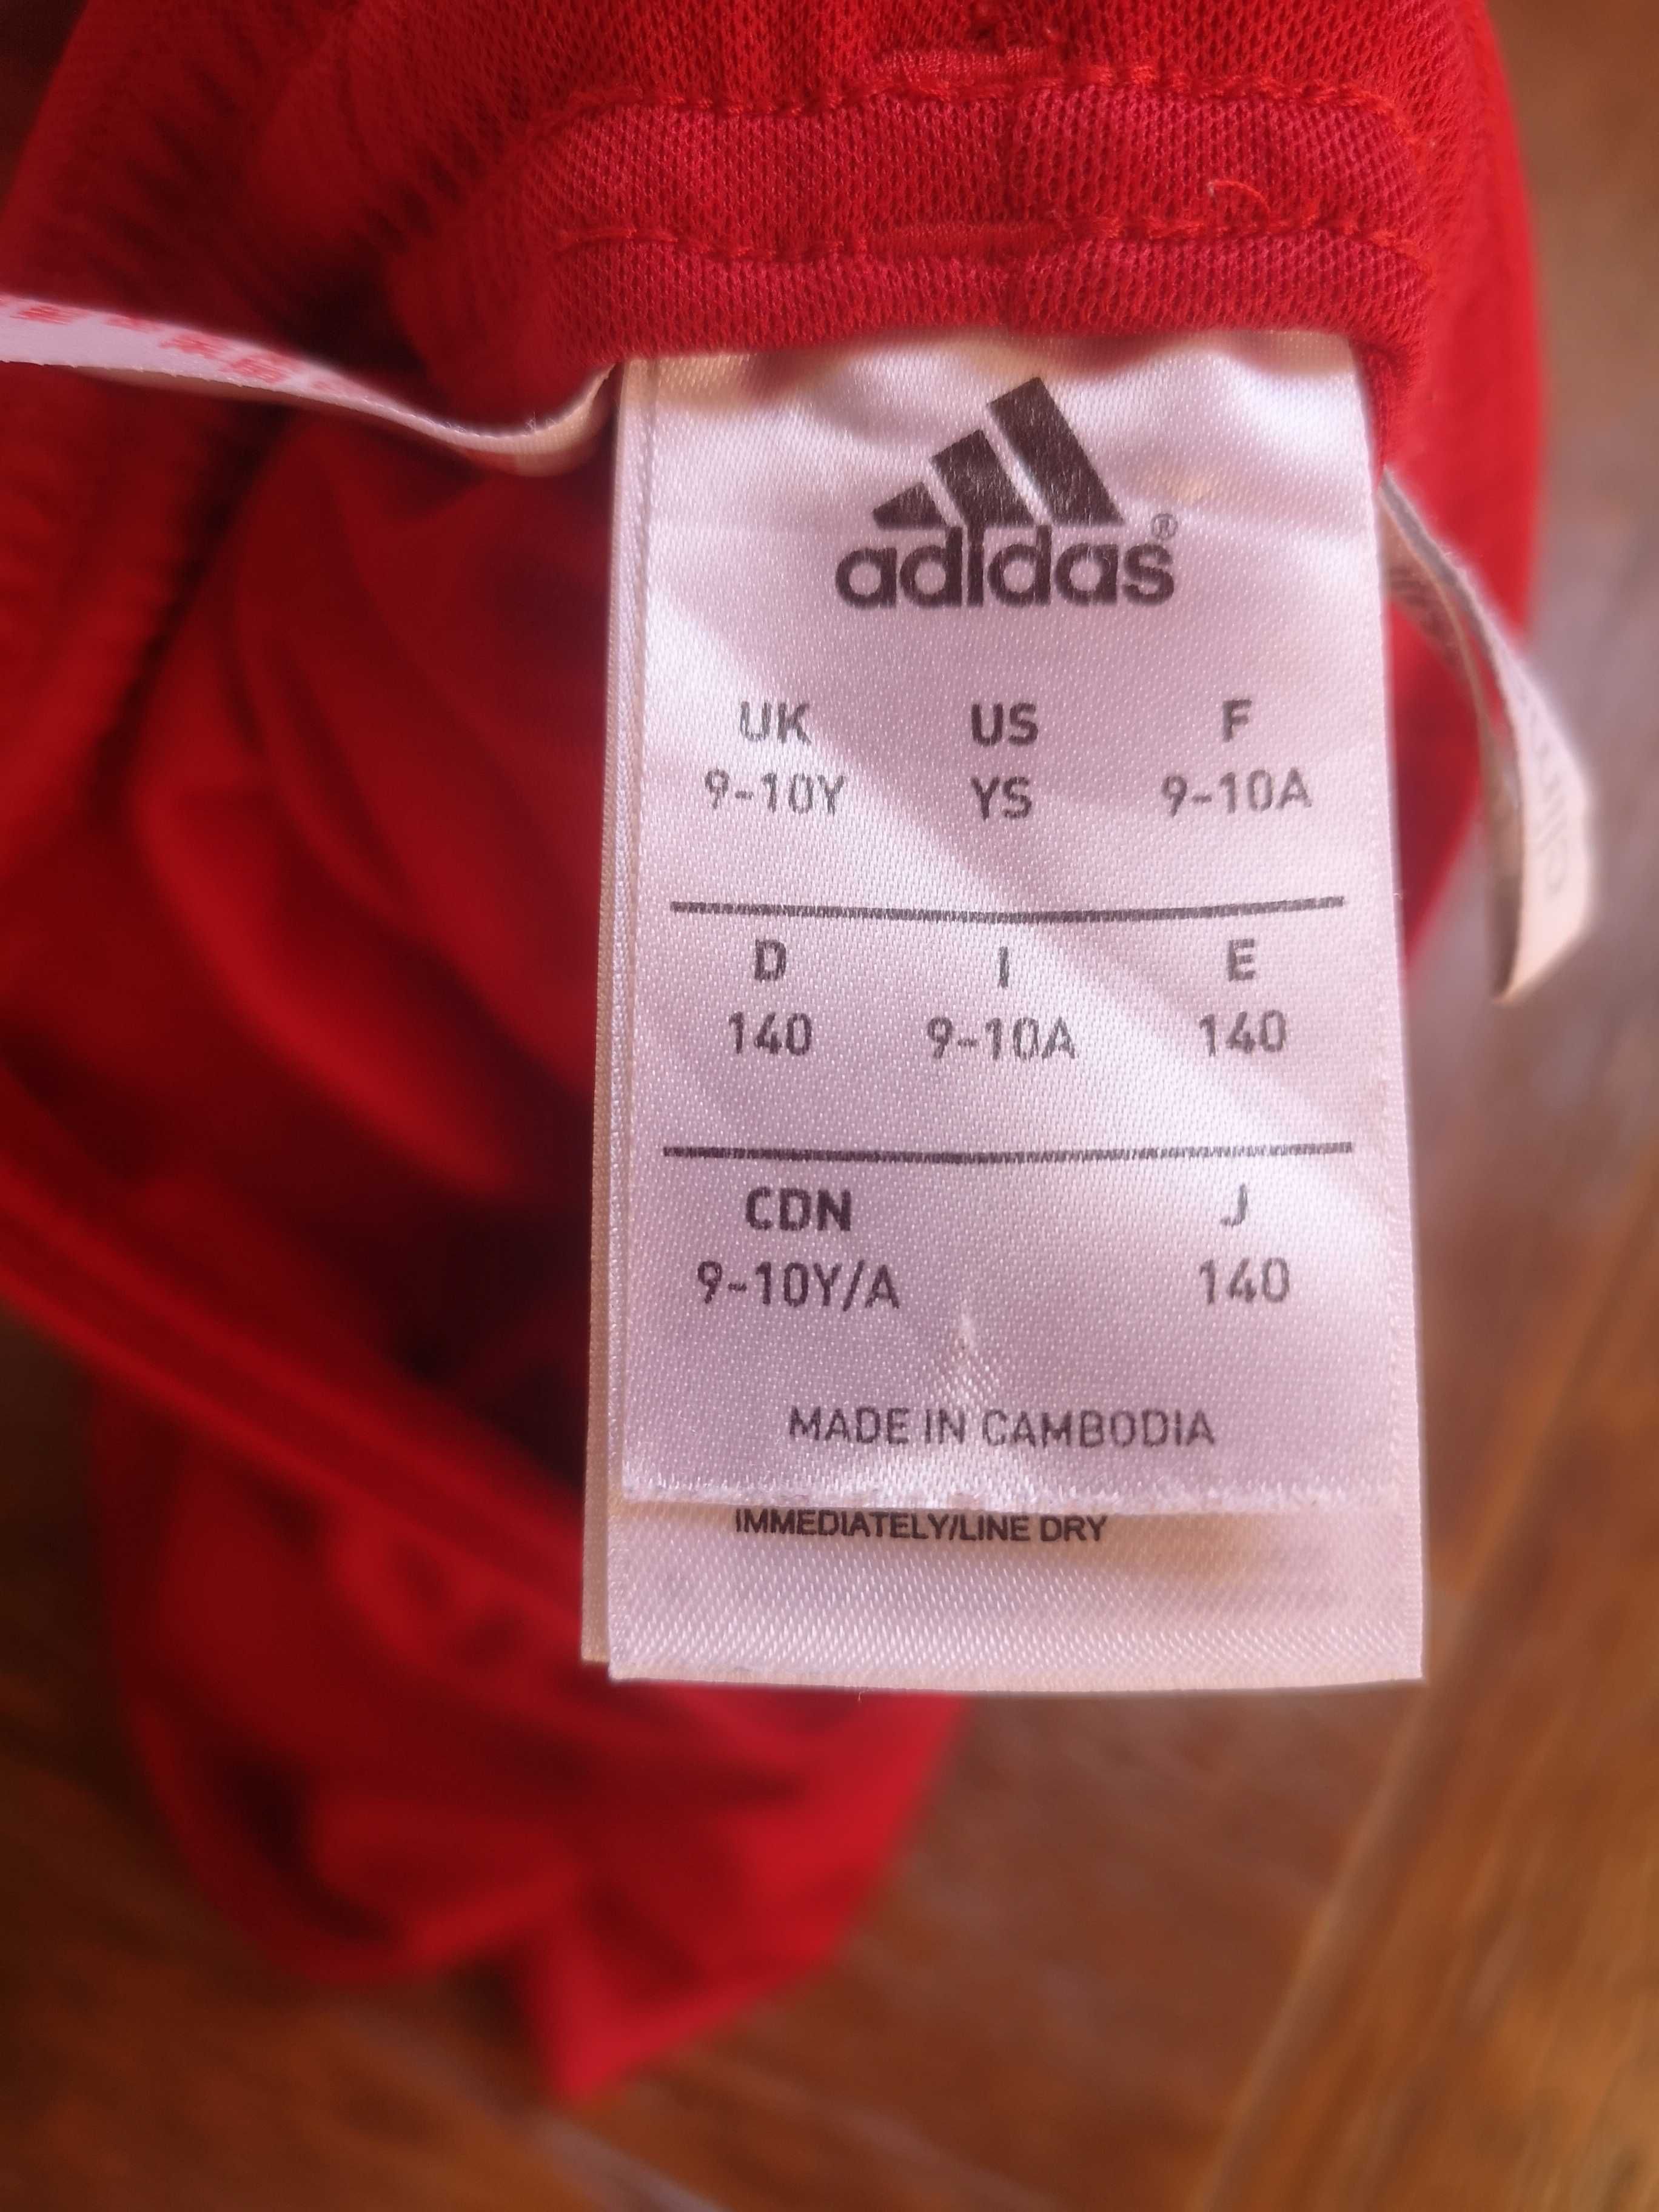 adidas®
UK US F
9-10Y YS 9-10A
D I E
140 9-10A 140
CDN J
9-10Y/A 140
MADE IN CAMBODIA
IMMEDIATELY/LINE DRY